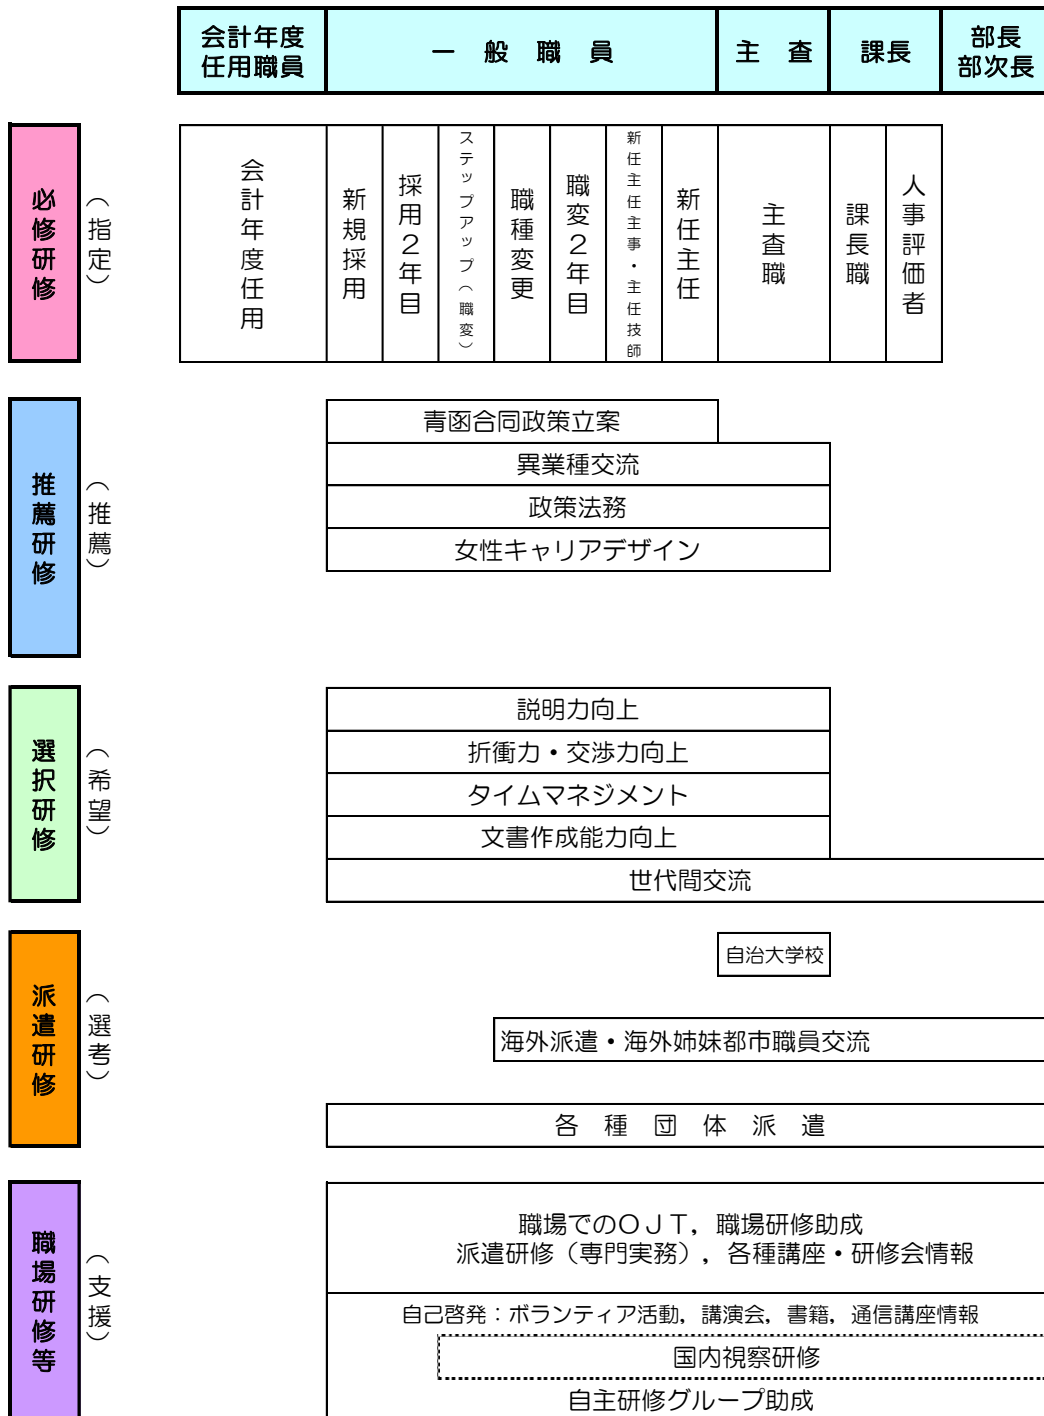 会計年度
任用職員
一般職員
主査
課長
部長
部次長
必修研修
（指定）
会計年度任用
新規採用
採用２年目
ステップアップ（職変）
職種変更
職変２年目
新任主任主事・主任技師
新任主任
主査職
課長職
人事評価者
推薦研修
（推薦）
青函合同政策立案
異業種交流
政策法務
女性キャリアデザイン
選択研修
（希望）
説明力向上
折衝力・交渉力向上
タイムマネジメント
文書作成能力向上
世代間交流
派遣研修
（選考）
自治大学校
海外派遣・海外姉妹都市職員交流
各種団体派遣
職場研修等
（支援）
職場でのＯＪＴ，職場研修助成
派遣研修（専門実務），各種講座・研修会情報
自己啓発：ボランティア活動，講演会，書籍，通信講座情報
国内視察研修
自主研修グループ助成